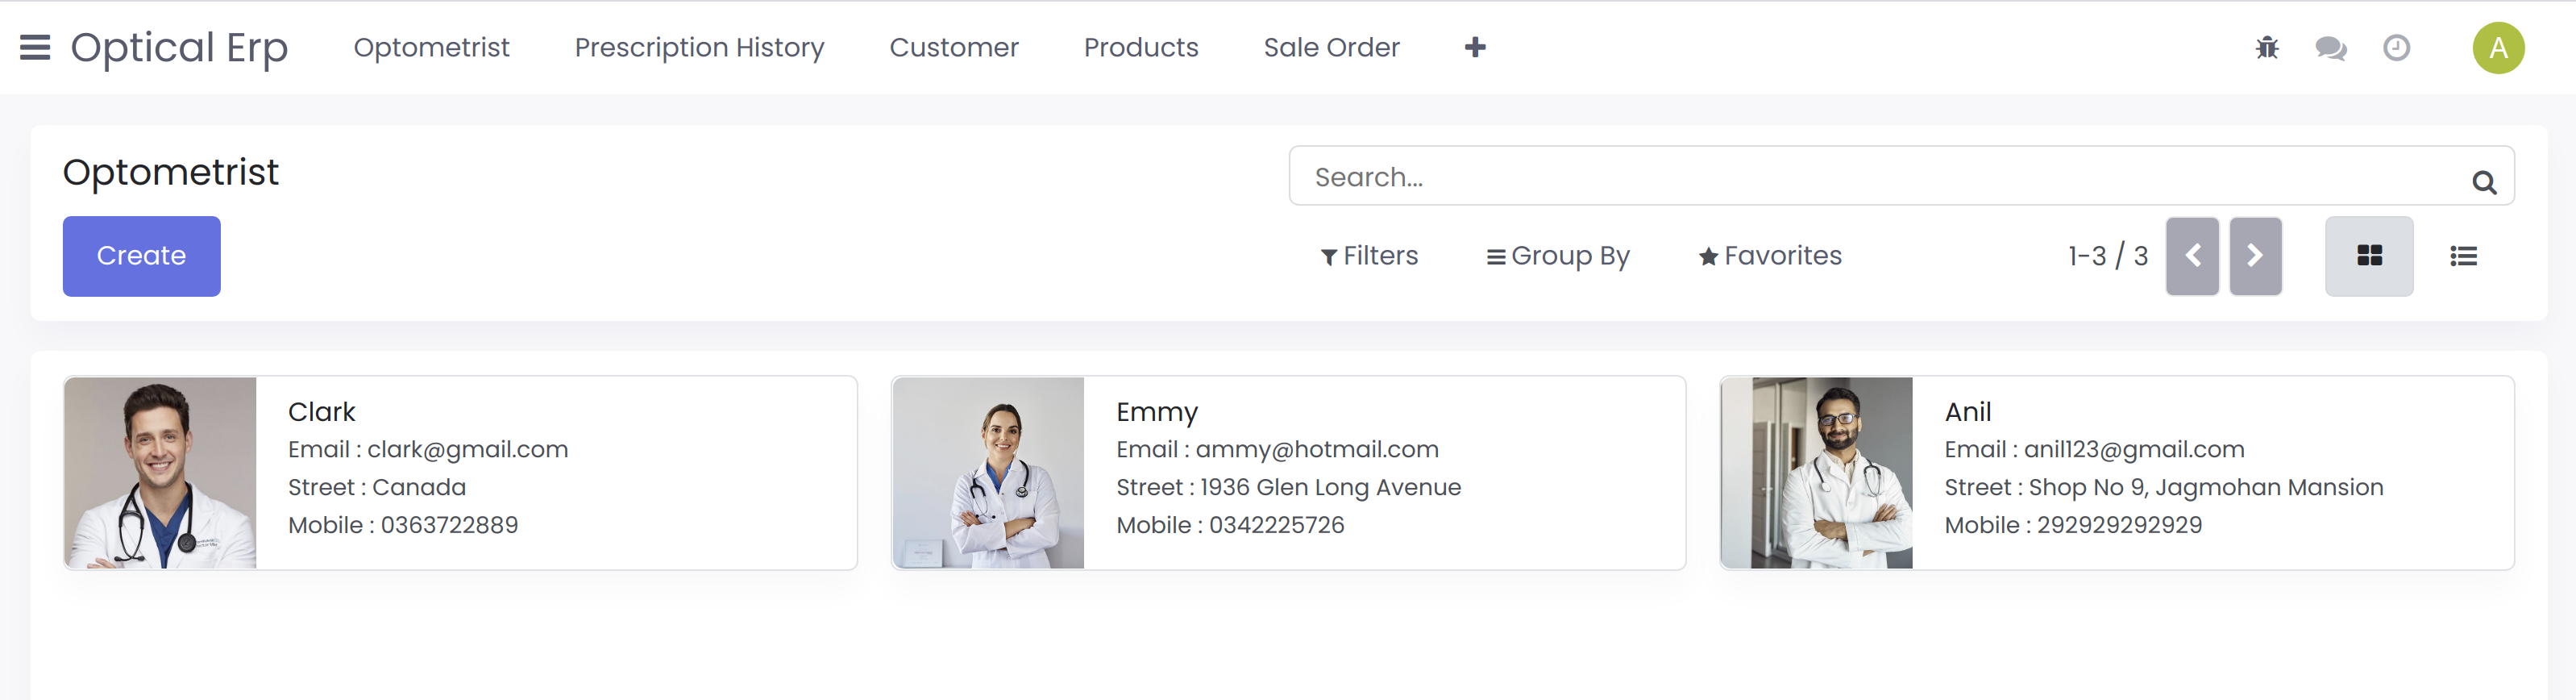 Optical Erp Optometrist Prescription History Customer Products Sale Order A
Optometrist
Search...
Create
Filters Group By Favorites 1-3 / 3
Clark
Email : clark@gmail.com
Street : Canada
Mobile : 0363722889
Emmy
Email : ammy@hotmail.com
Street : 1936 Glen Long Avenue
Mobile : 0342225726
Anil
Email : anil123@gmail.com
Street : Shop No 9, Jagmohan Mansion
Mobile : 292929292929